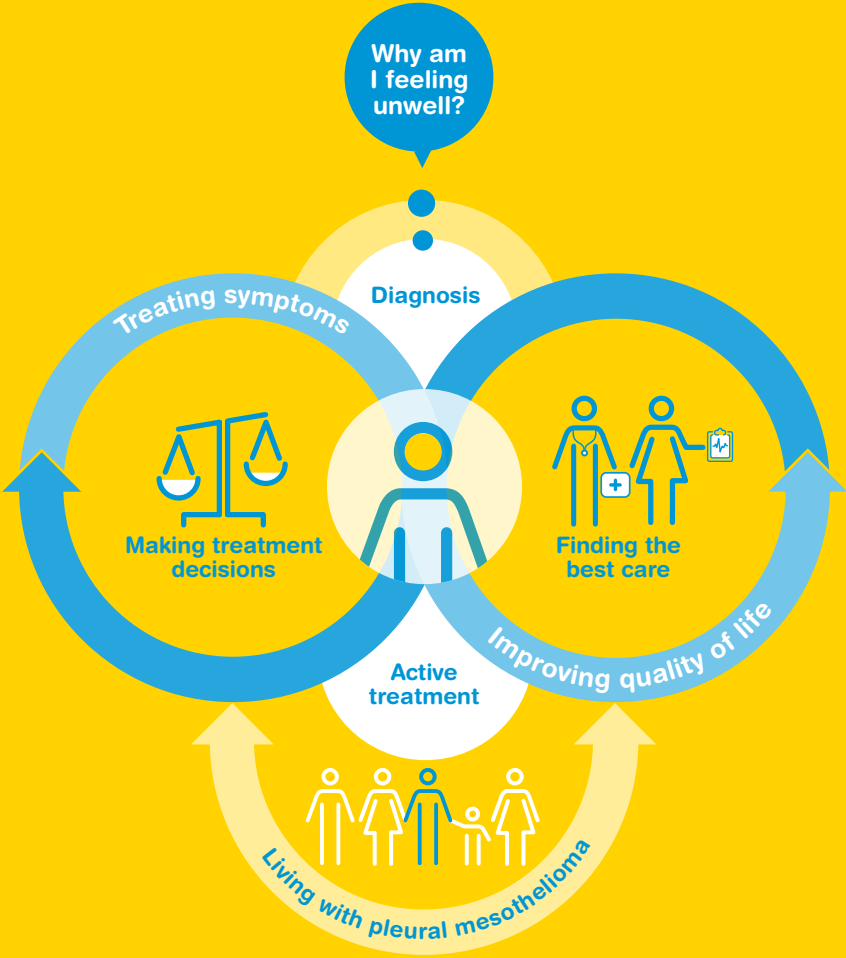 Why am
I feeling
unwell?
Diagnosis
Treating symptoms
Making treatment
decisions
Finding the
best care
Improving quality of life
Active
treatment
Living with pleural mesothelioma